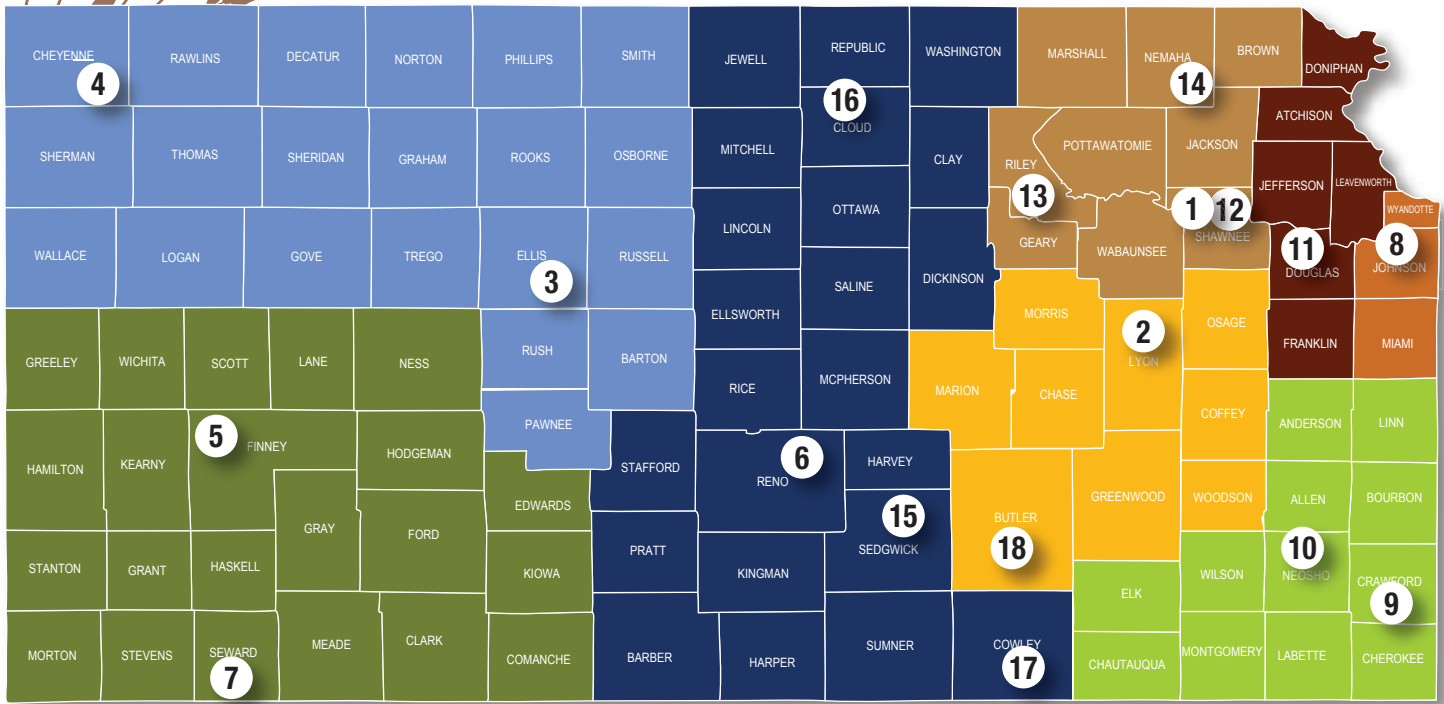 CHEYENNE
RAWLINS
DECATUR
NORTON
PHILLIPS
SMITH
JEWELL
REPUBLIC
WASHINGTON
MARSHALL
NEMAHA
BROWN
DONIPHAN
4
16
14
CLOUD
ATCHISON
SHERMAN
THOMAS
SHERIDAN
GRAHAM
ROOKS
OSBORNE
MITCHELL
CLAY
RILEY
POTTAWATOMIE
JACKSON
JEFFERSON
LEAVENWORTH
13
1
12
WYANDOTTE
WALLACE
LOGAN
GOVE
TREGO
ELLIS
RUSSELL
LINCOLN
OTTAWA
GEARY
WABAUNSEE
SHAWNEE
11
8
3
SALINE
DICKINSON
DOUGLAS
JOHNSON
ELLSWORTH
MORRIS
2
OSAGE
GREELEY
WICHITA
SCOTT
LANE
NESS
RUSH
BARTON
LYON
FRANKLIN
MIAMI
RICE
MCPHERSON
MARION
CHASE
COFFEY
5
FINNEY
PAWNEE
ANDERSON
LINN
HAMILTON
KEARNY
HODGEMAN
STAFFORD
6
RENO
HARVEY
EDWARDS
GREENWOOD
WOODSON
ALLEN
BOURBON
GRAY
FORD
15
BUTLER
18
10
STANTON
GRANT
HASKELL
KIOWA
PRATT
KINGMAN
SEDGWICK
WILSON
NEOSHO
CRAWFORD
ELK
9
MORTON
STEVENS
SEWARD
MEADE
CLARK
COMANCHE
BARBER
HARPER
SUMNER
COWLEY
CHAUTAUQUA
MONTGOMERY
LABETTE
CHEROKEE
7
17